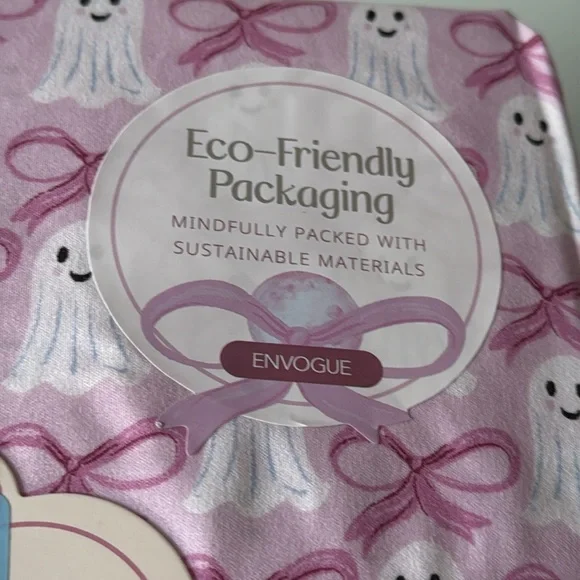 Eco-Friendly
Packaging
MINDFULLY PACKED WITH
SUSTAINABLE MATERIALS
ENVOGUE